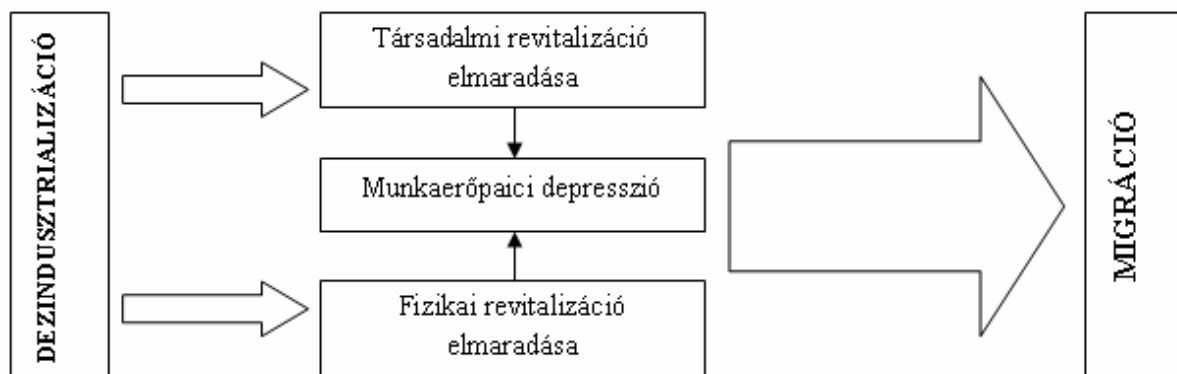 DEZINDUSZTRIALIZÁCIÓ
Társadalmi revitalizáció
elmaradása
Munkaerőpaici depresszió
Fizikai revitalizáció
elmaradása
MIGRÁCIÓ